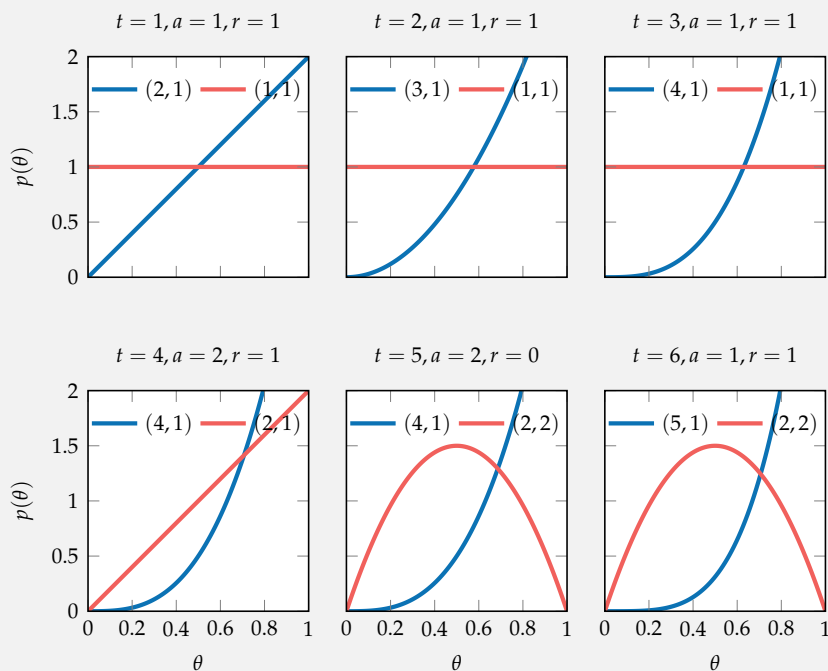 t = 1, a = 1, r = 1
t = 2, a = 1, r = 1
t = 3, a = 1, r = 1
p(θ)
2
1.5
1
0.5
0
(2, 1) (1, 1)
(3, 1) (1, 1)
(4, 1) (1, 1)
t = 4, a = 2, r = 1
t = 5, a = 2, r = 0
t = 6, a = 1, r = 1
p(θ)
2
1.5
1
0.5
0
(4, 1) (2, 1)
(4, 1) (2, 2)
(5, 1) (2, 2)
0 0.2 0.4 0.6 0.8 1
0 0.2 0.4 0.6 0.8 1
0 0.2 0.4 0.6 0.8 1
θ
θ
θ